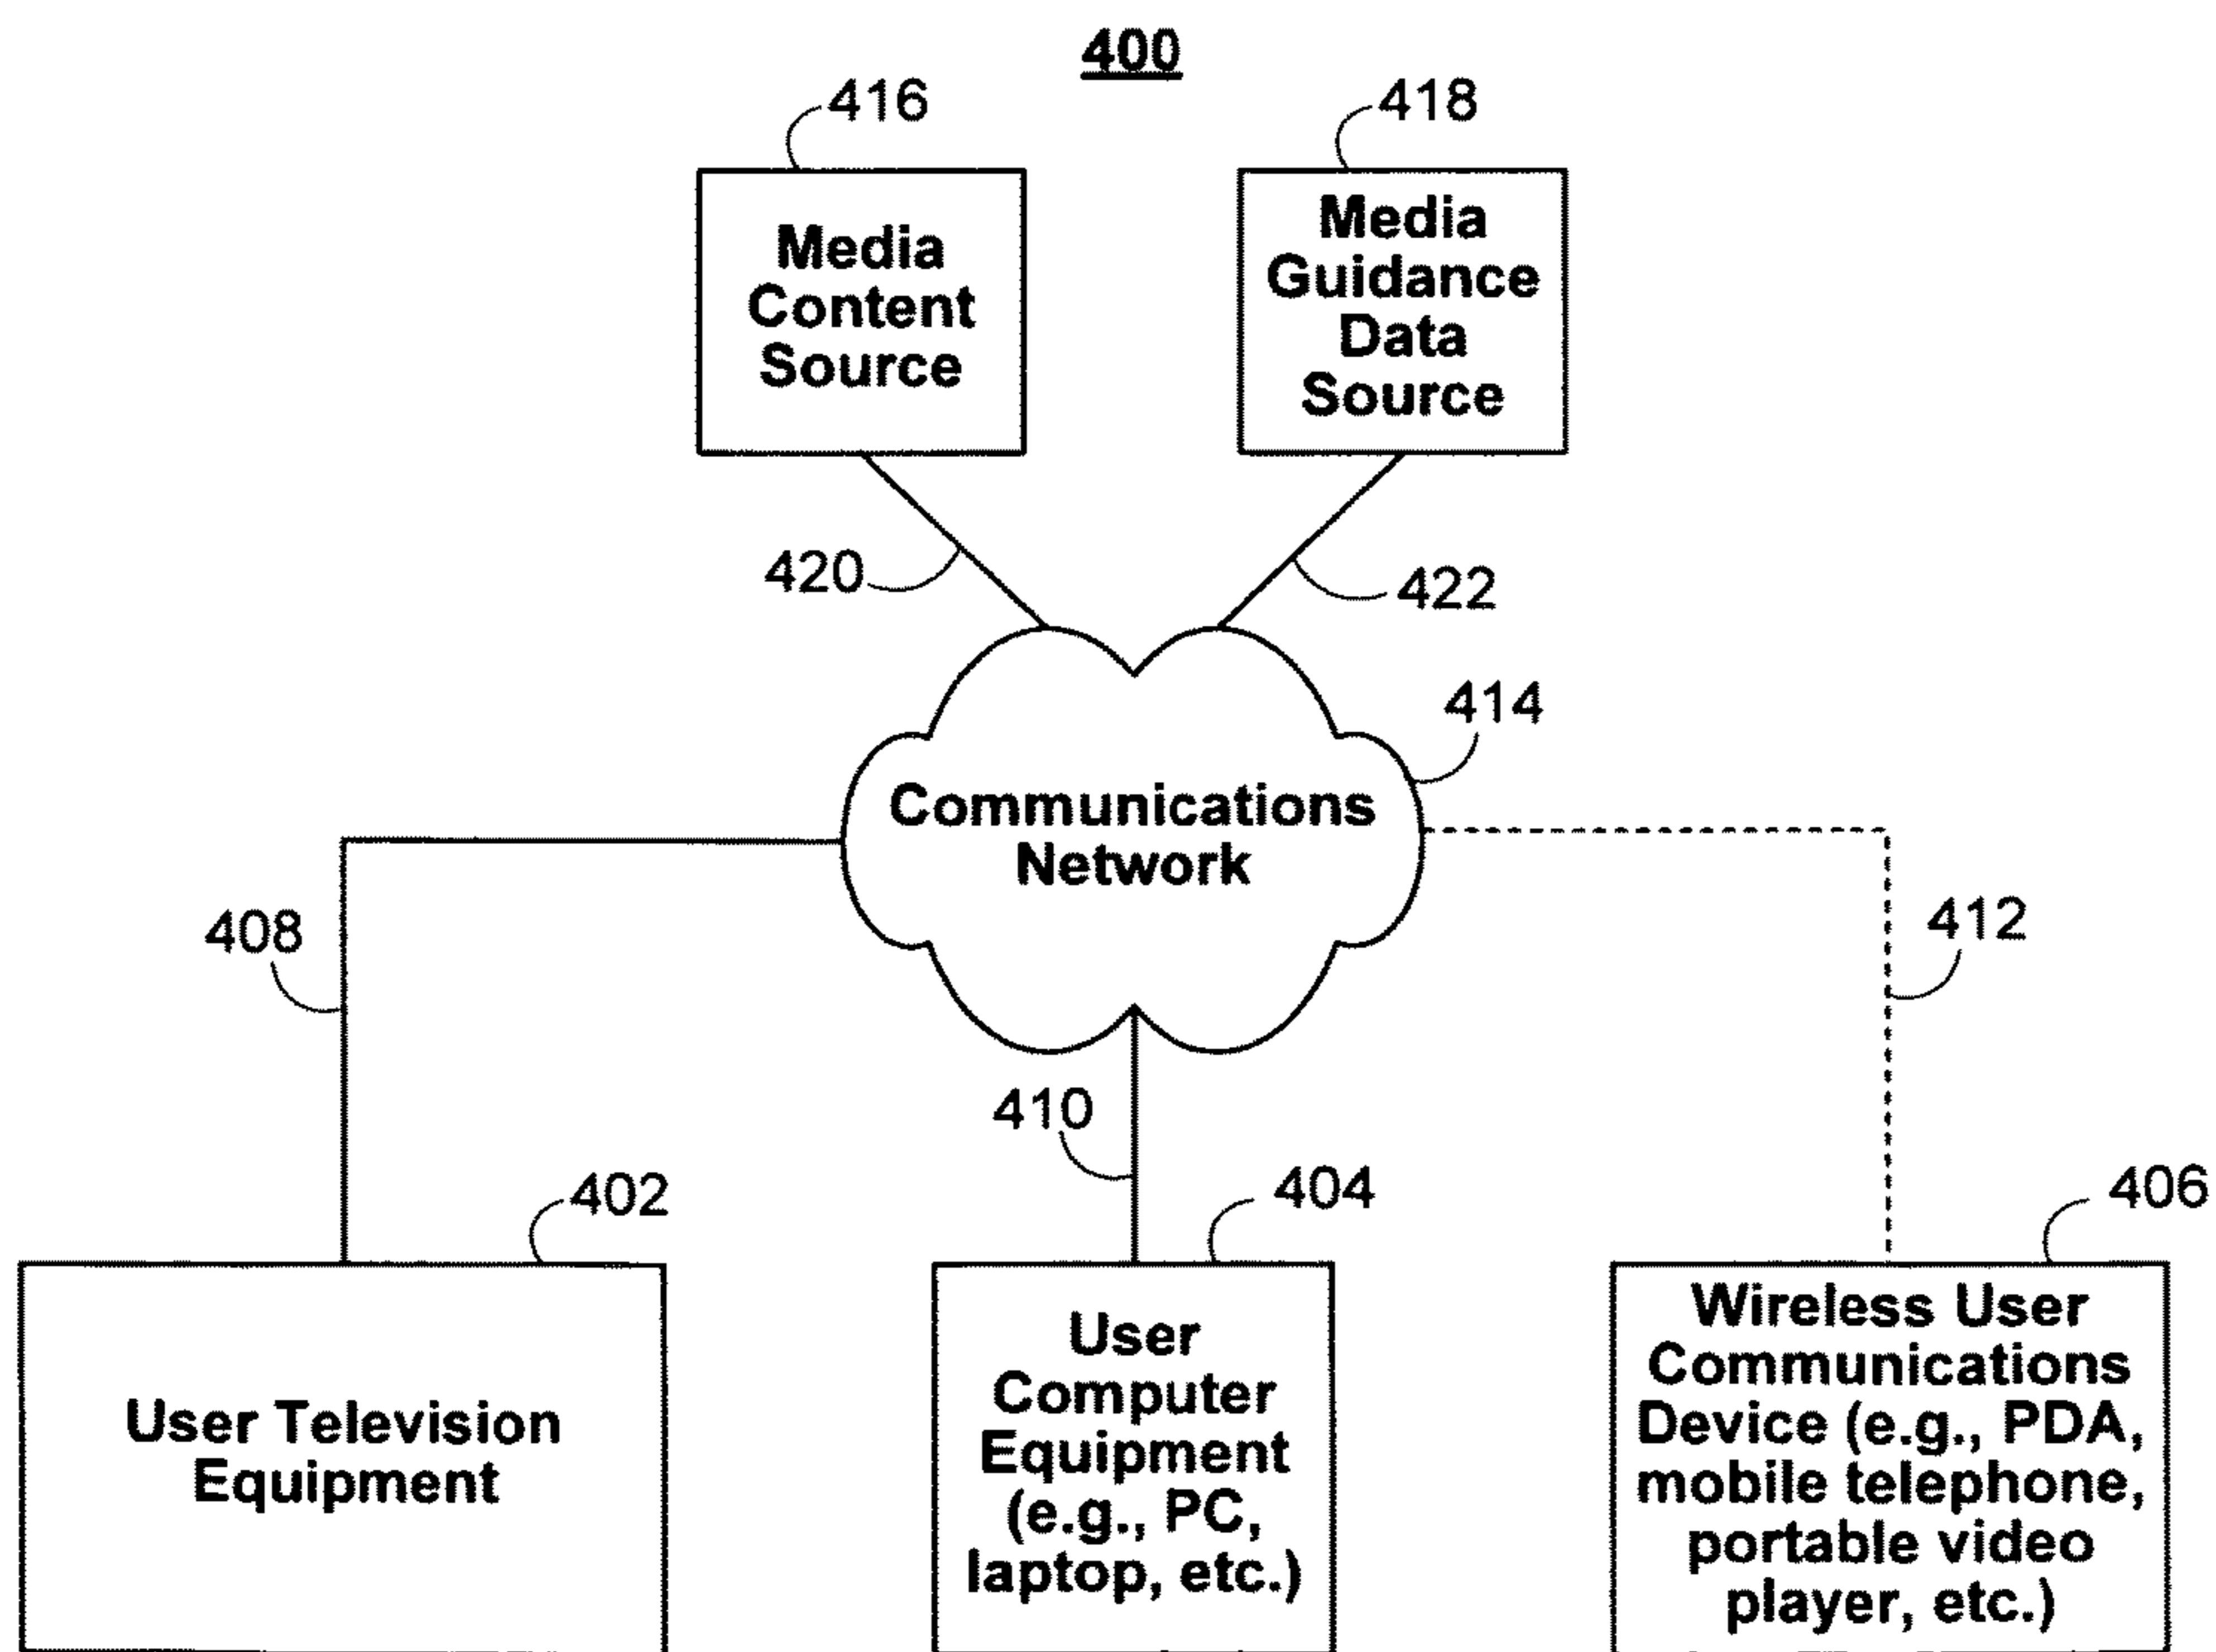 400
416
418
Media
Content
Source
Media
Guidance
Data
Source
420
422
414
Communications
Network
408
412
410
402
404
406
User Television
Equipment
User
Computer
Equipment
(e.g., PC,
laptop, etc.)
Wireless User
Communications
Device (e.g., PDA,
mobile telephone,
portable video
player, etc.)